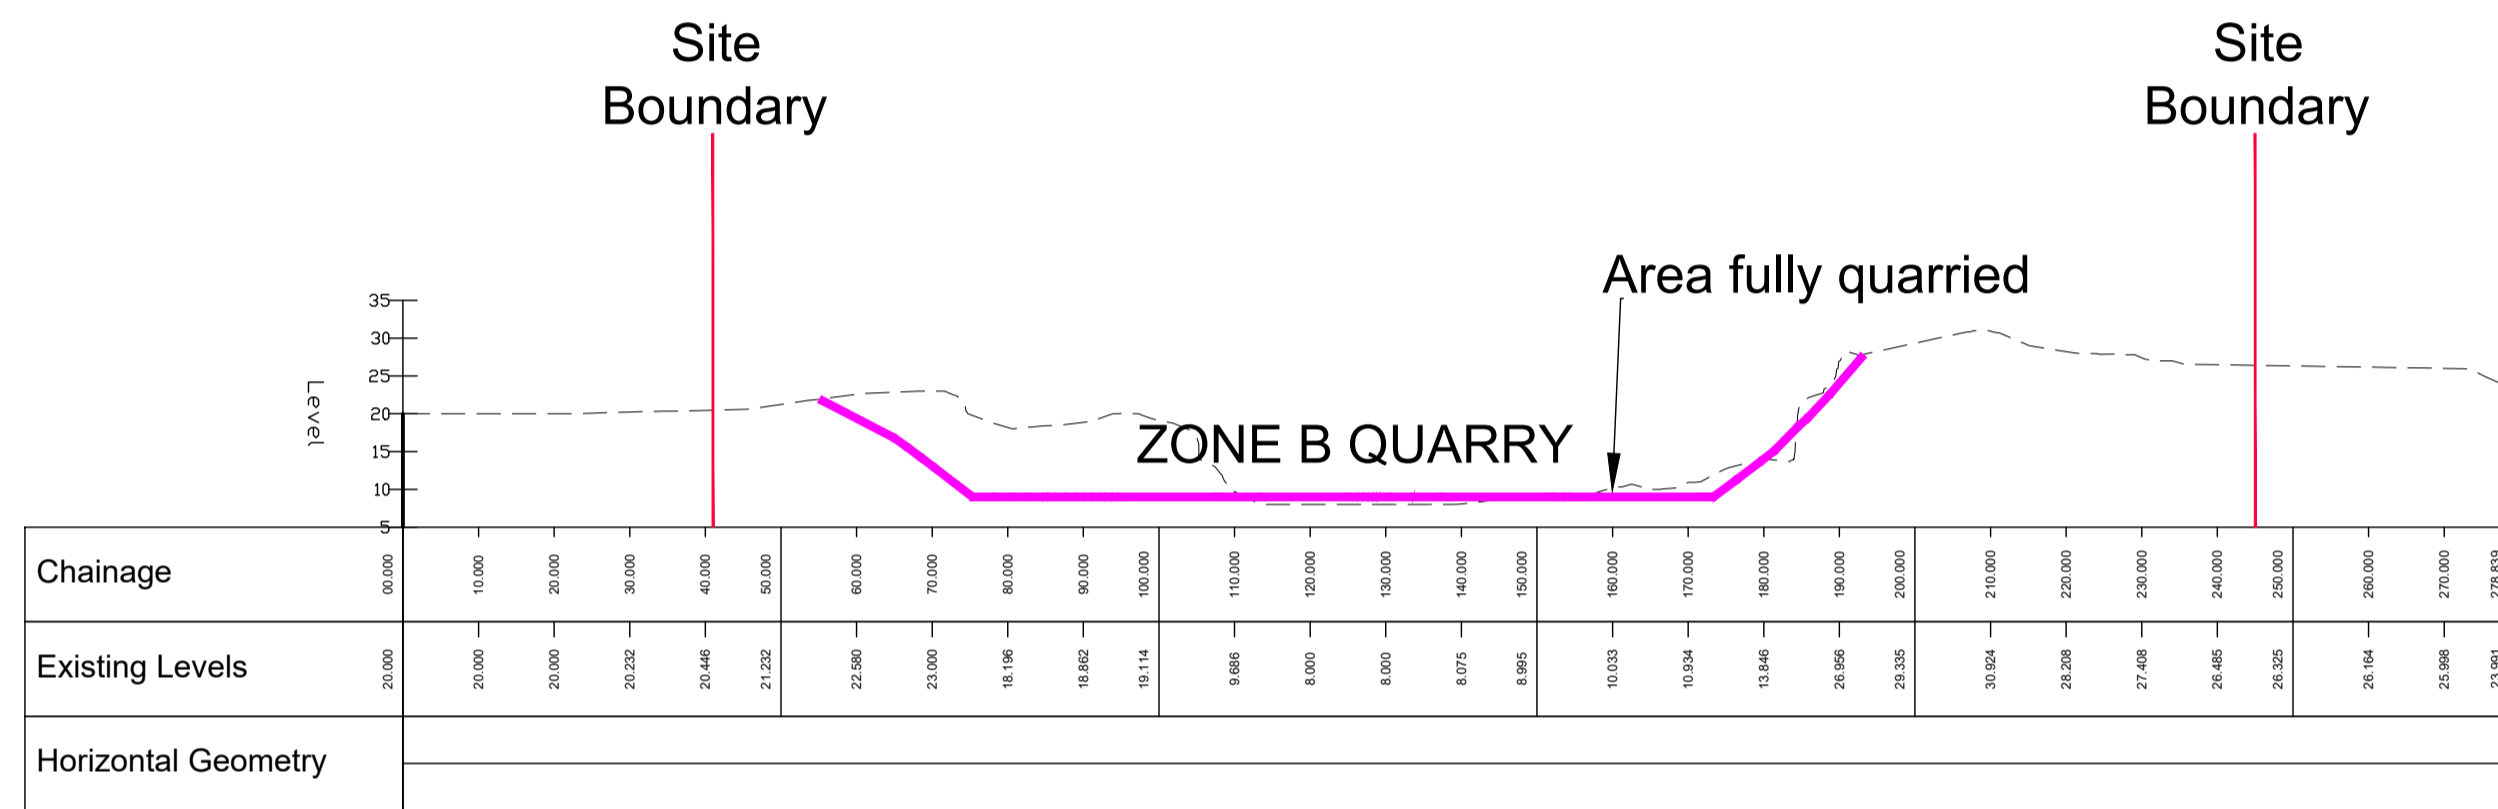 Site
Boundary
Site
Boundary
Area fully quarried
35
30
25
20
15
10
5
Level
ZONE B QUARRY
Chainage
00.000 10.000 20.000 30.000 40.000 50.000 60.000 70.000 80.000 90.000 100.000 110.000 120.000 130.000 140.000 150.000 160.000 170.000 180.000 190.000 200.000 210.000 220.000 230.000 240.000 250.000 260.000 270.000 278.839
Existing Levels
20.000 20.000 20.000 20.232 20.446 21.232 22.580 23.000 18.196 18.862 19.114 9.686 8.000 8.000 8.075 8.995 10.033 10.934 13.846 26.956 29.335 30.924 28.208 27.408 26.485 26.325 26.164 25.998 23.991
Horizontal Geometry